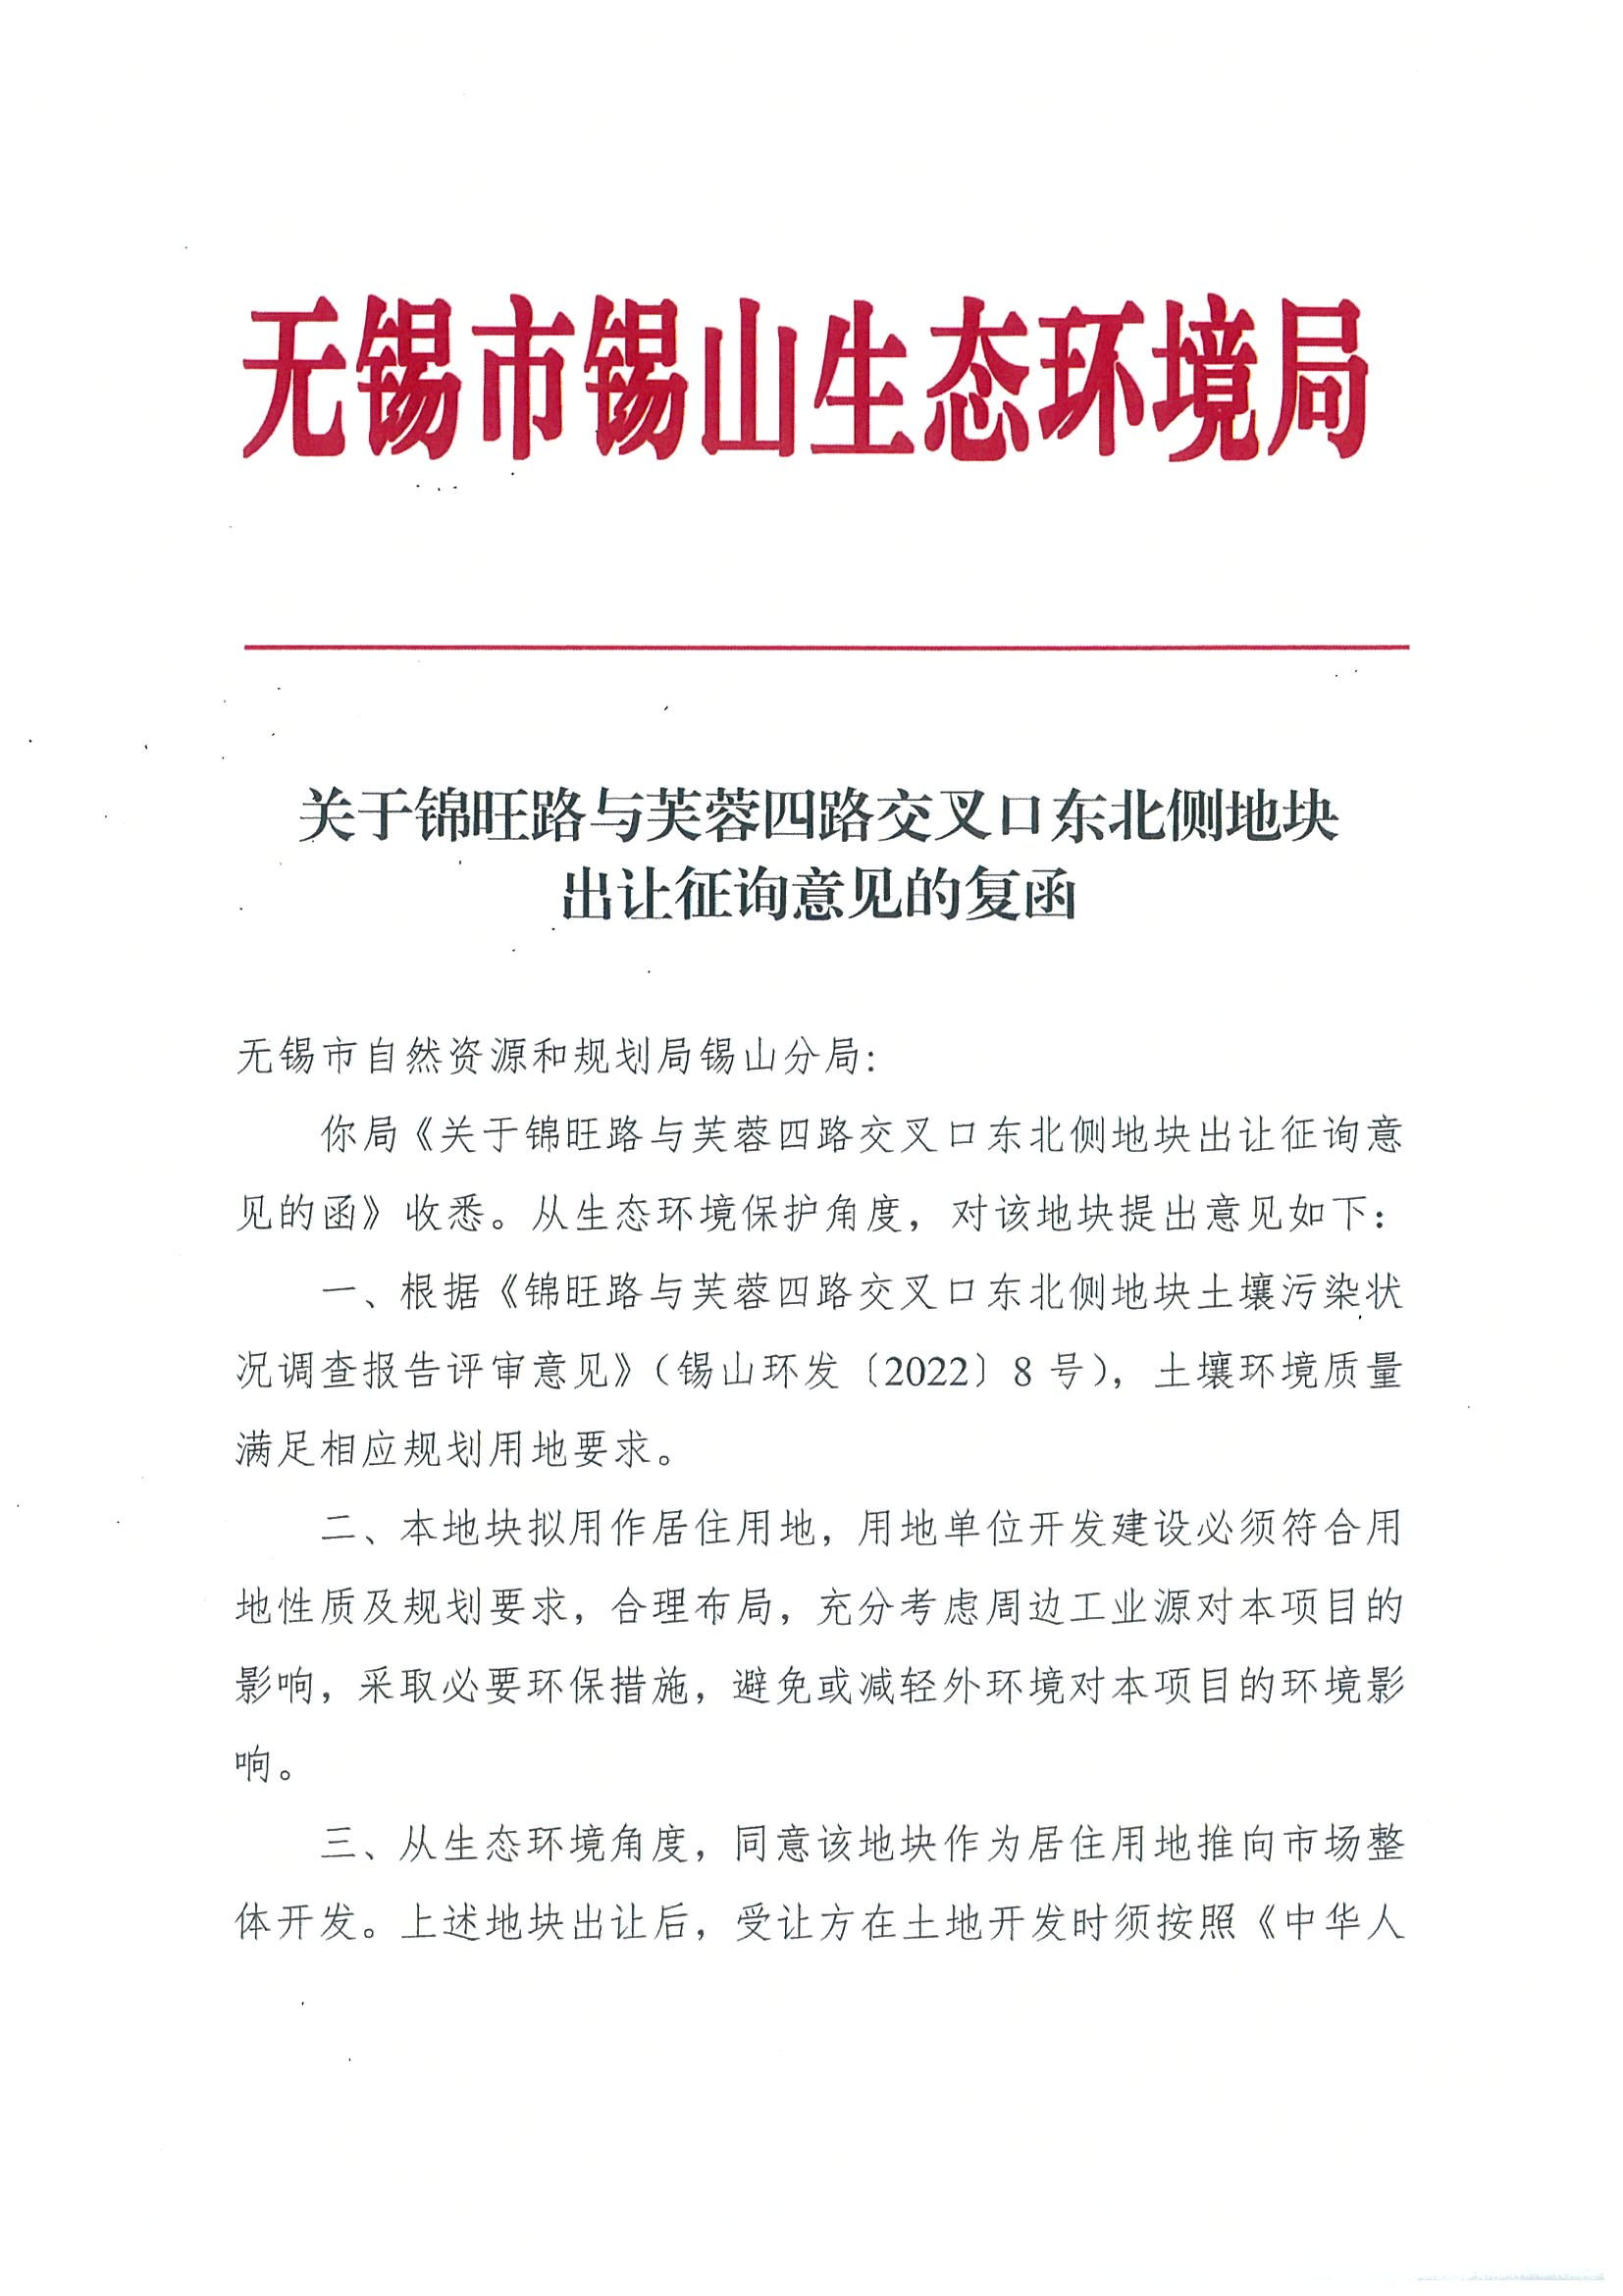 无锡市锡山生态环境局
关于锦旺路与芙蓉四路交叉口东北侧地块
出让征询意见的复函
无锡市自然资源和规划局锡山分局：
你局《关于锦旺路与芙蓉四路交叉口东北侧地块出让征询意
见的函》收悉。从生态环境保护角度，对该地块提出意见如下：
一、根据《锦旺路与芙蓉四路交叉口东北侧地块土壤污染状
况调查报告评审意见》（锡山环发〔2022〕8 号），土壤环境质量
满足相应规划用地要求。
二、本地块拟用作居住用地，用地单位开发建设必须符合用
地性质及规划要求，合理布局，充分考虑周边工业源对本项目的
影响，采取必要环保措施，避免或减轻外环境对本项目的环境影
响。
三、从生态环境角度，同意该地块作为居住用地推向市场整
体开发。上述地块出让后，受让方在土地开发时须按照《中华人